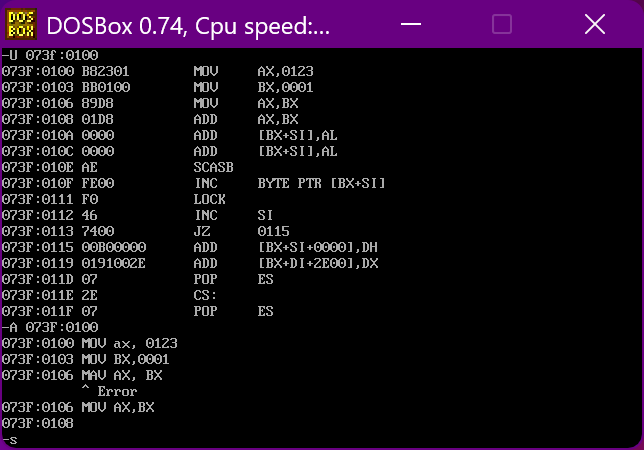 DOS
BOX
DOSBox 0.74, Cpu speed:...
-U 073f:0100
073F:0100 B82301        MOV     AX,0123
073F:0103 BB0100        MOV     BX,0001
073F:0106 89D8          MOV     AX,BX
073F:0108 01D8          ADD     AX,BX
073F:010A 0000          ADD     [BX+SI],AL
073F:010C 0000          ADD     [BX+SI],AL
073F:010E AE            SCASB
073F:010F FE00          INC     BYTE PTR [BX+SI]
073F:0111 F0            LOCK
073F:0112 46            INC     SI
073F:0113 7400          JZ      0115
073F:0115 00B00000      ADD     [BX+SI+0000],DH
073F:0119 0191002E      ADD     [BX+DI+2E00],DX
073F:011D 07            POP     ES
073F:011E 2E            CS:
073F:011F 07            POP     ES
-A 073F:0100
073F:0100 MOV ax, 0123
073F:0103 MOV BX,0001
073F:0106 MAV AX, BX
^ Error
073F:0106 MOV AX,BX
073F:0108
-s